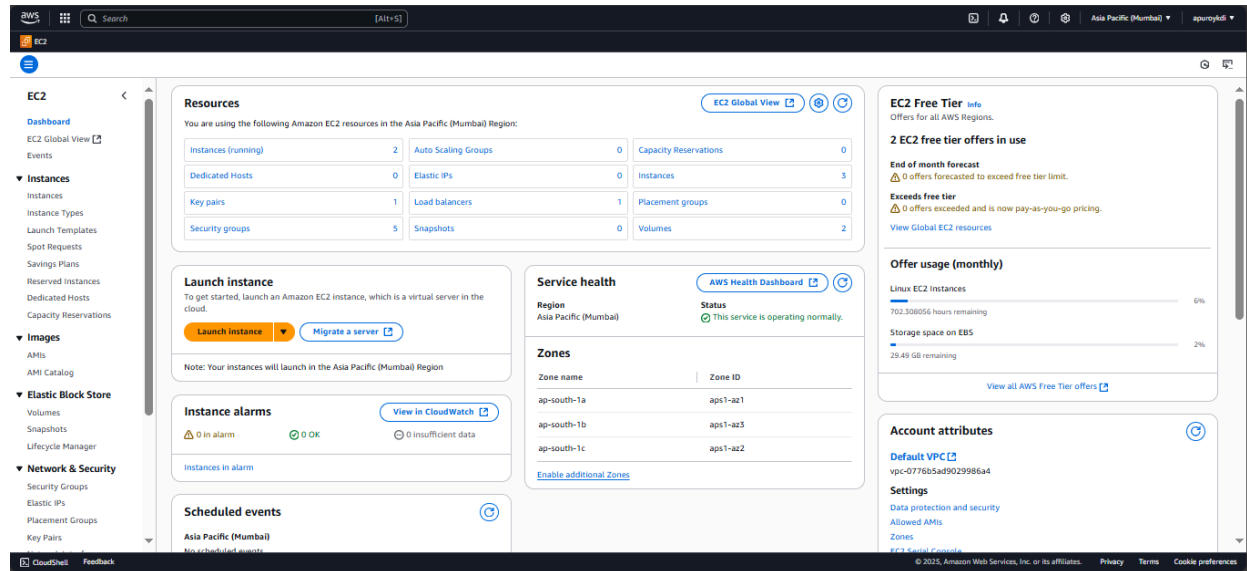 aws
Search [Alt+S]
Asia Pacific (Mumbai) ▼
apuroykdi ▼
EC2
EC2
Dashboard
EC2 Global View
Events
▼ Instances
Instances
Instance Types
Launch Templates
Spot Requests
Savings Plans
Reserved Instances
Dedicated Hosts
Capacity Reservations
▼ Images
AMIs
AMI Catalog
▼ Elastic Block Store
Volumes
Snapshots
Lifecycle Manager
▼ Network & Security
Security Groups
Elastic IPs
Placement Groups
Key Pairs
Resources
EC2 Global View
You are using the following Amazon EC2 resources in the Asia Pacific (Mumbai) Region:
Instances (running) 2
Auto Scaling Groups 0
Capacity Reservations 0
Dedicated Hosts 0
Elastic IPs 0
Instances 3
Key pairs 1
Load balancers 1
Placement groups 0
Security groups 5
Snapshots 0
Volumes 2
Launch instance
To get started, launch an Amazon EC2 instance, which is a virtual server in the
cloud.
Launch instance ▼
Migrate a server
Note: Your instances will launch in the Asia Pacific (Mumbai) Region
Instance alarms
View in CloudWatch
0 in alarm
0 OK
0 insufficient data
Instances in alarm
Scheduled events
Asia Pacific (Mumbai)
No scheduled events
Service health
AWS Health Dashboard
Region
Asia Pacific (Mumbai)
Status
This service is operating normally.
Zones
Zone name Zone ID
ap-south-1a aps1-az1
ap-south-1b aps1-az3
ap-south-1c aps1-az2
Enable additional Zones
EC2 Free Tier Info
Offers for all AWS Regions.
2 EC2 free tier offers in use
End of month forecast
0 offers forecasted to exceed free tier limit.
Exceeds free tier
0 offers exceeded and is now pay-as-you-go pricing.
View Global EC2 resources
Offer usage (monthly)
Linux EC2 Instances
6%
702.308056 hours remaining
Storage space on EBS
2%
29.49 GB remaining
View all AWS Free Tier offers
Account attributes
Default VPC
vpc-0776b5ad9029986a4
Settings
Data protection and security
Allowed AMIs
Zones
EC2 Serial Console
CloudShell Feedback
© 2025, Amazon Web Services, Inc. or its affiliates. Privacy Terms Cookie preferences